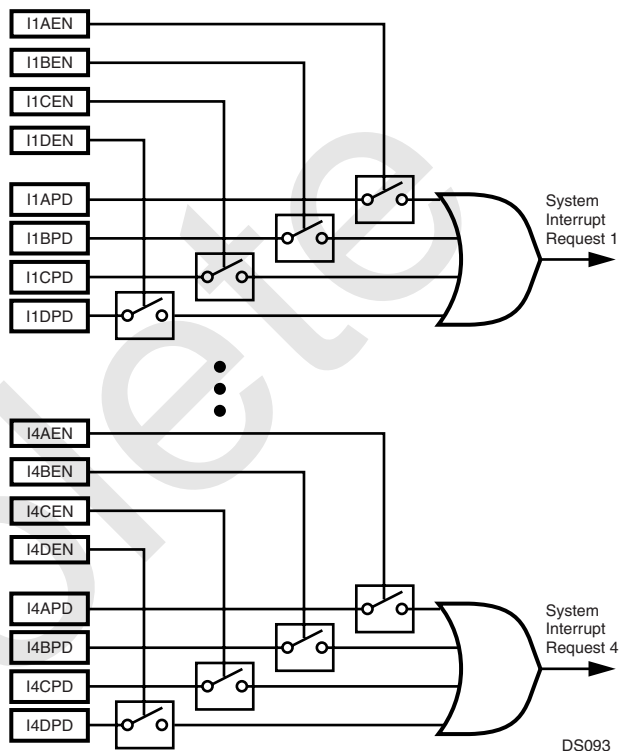 I1AEN
I1BEN
I1CEN
I1DEN
I1APD
I1BPD
I1CPD
I1DPD
System
Interrupt
Request 1
I4AEN
I4BEN
I4CEN
I4DEN
I4APD
I4BPD
I4CPD
I4DPD
System
Interrupt
Request 4
DS093
lete